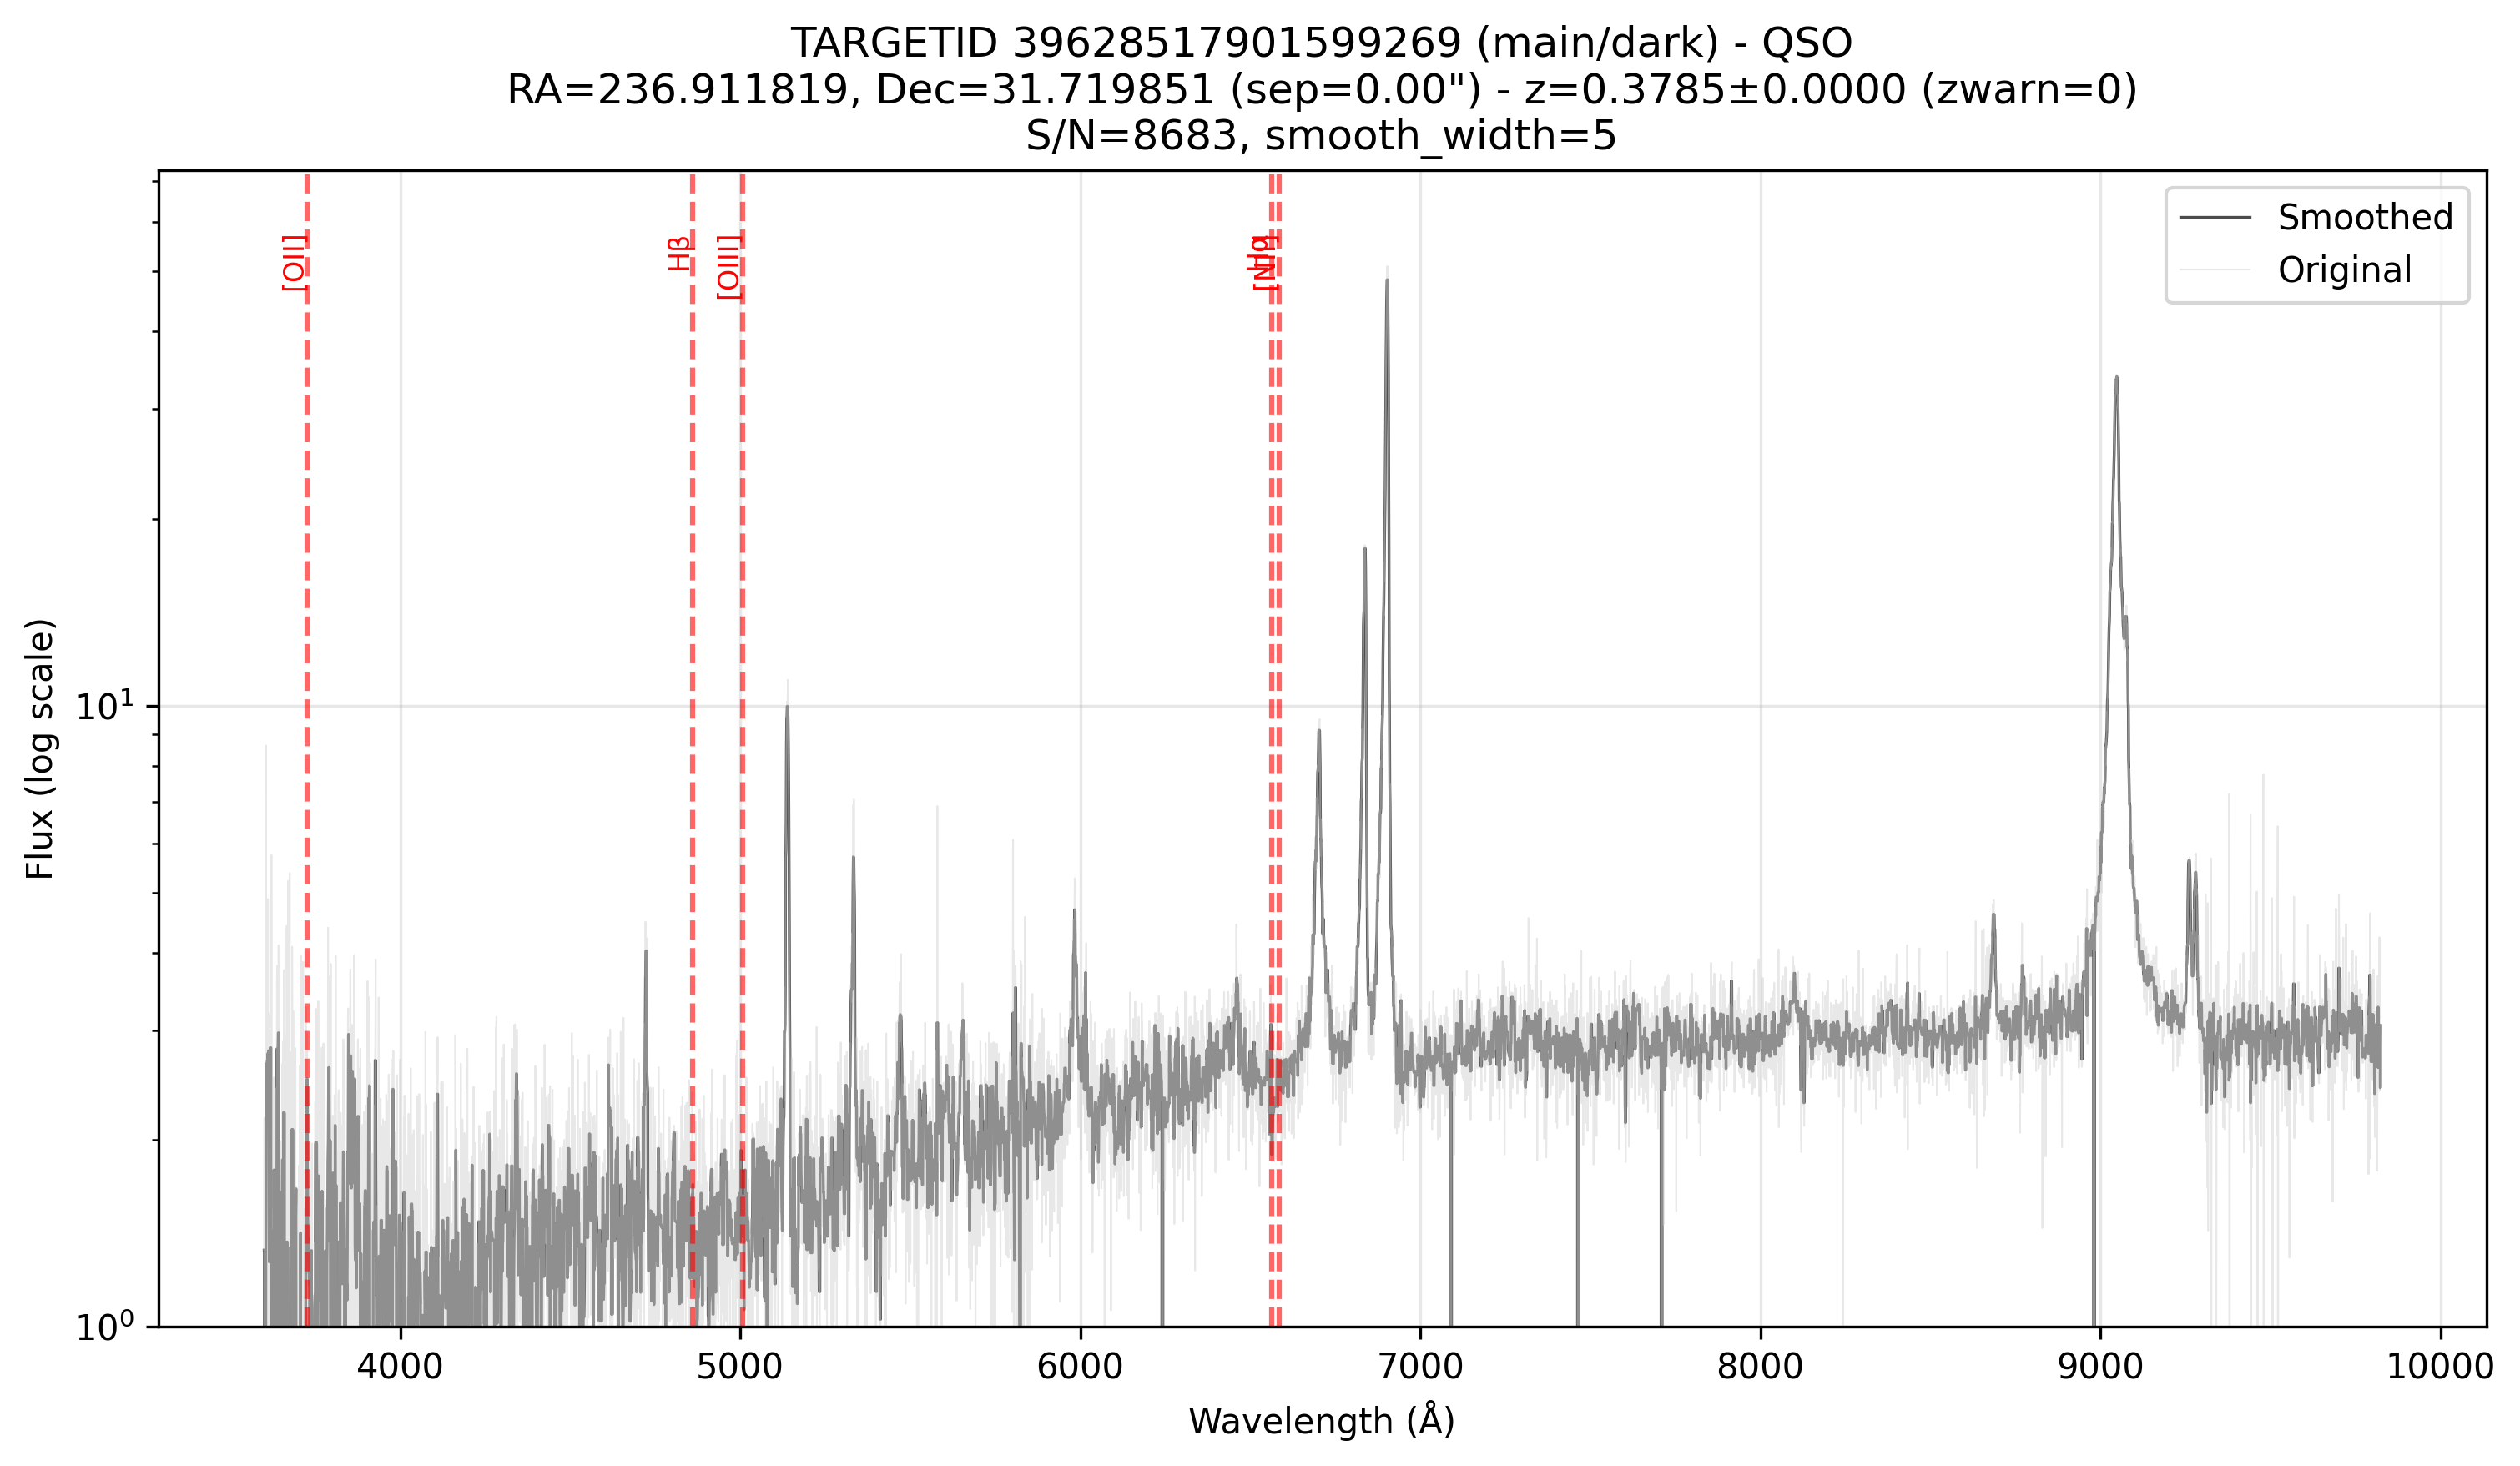 TARGETID 39628517901599269 (main/dark) - QSO
RA=236.911819, Dec=31.719851 (sep=0.00") - z=0.3785±0.0000 (zwarn=0)
S/N=8683, smooth_width=5
Smoothed
Original
[OII]
Hβ
[OIII]
Hα
[NII]
Flux (log scale)
10¹
10⁰
4000
5000
6000
7000
8000
9000
10000
Wavelength (Å)